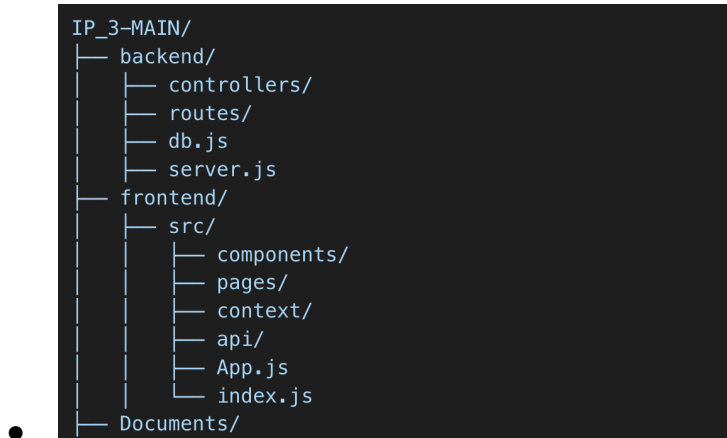 IP_3-MAIN/
├── backend/
│   ├── controllers/
│   ├── routes/
│   ├── db.js
│   ├── server.js
├── frontend/
│   ├── src/
│   │   ├── components/
│   │   ├── pages/
│   │   ├── context/
│   │   ├── api/
│   │   ├── App.js
│   │   └── index.js
├── Documents/